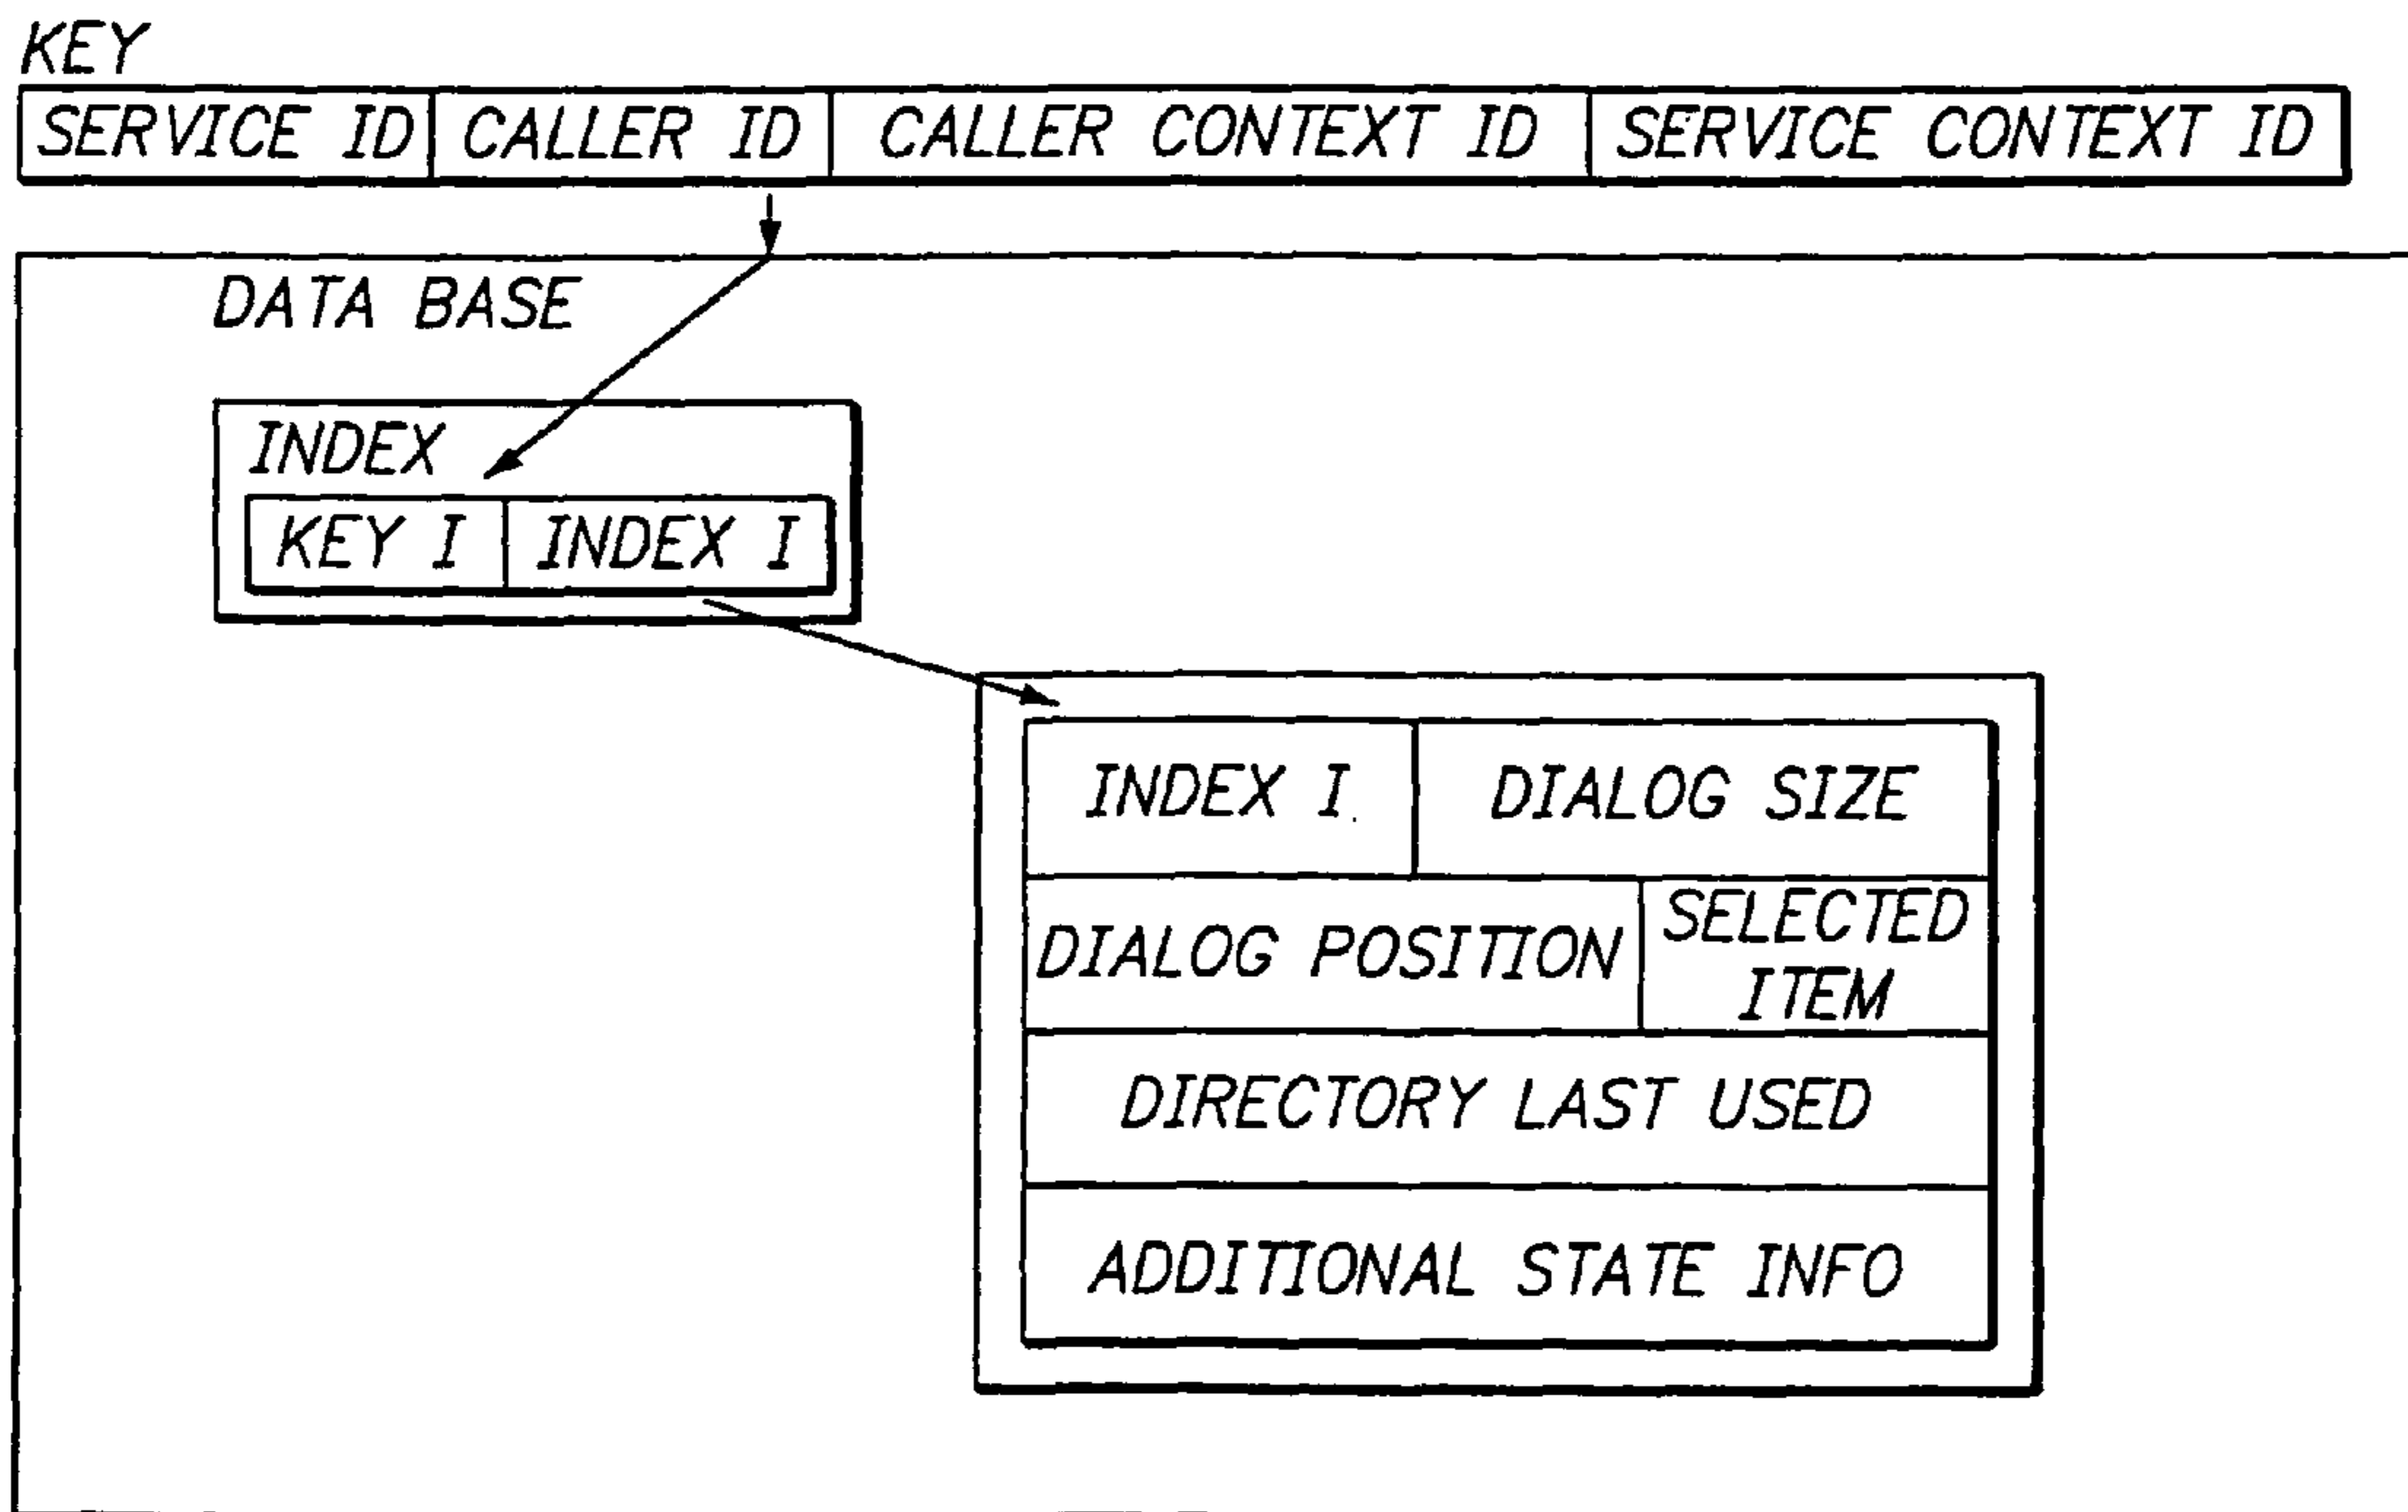 KEY
SERVICE ID CALLER ID CALLER CONTEXT ID SERVICE CONTEXT ID
DATA BASE
INDEX
KEY I INDEX I
INDEX I DIALOG SIZE
DIALOG POSITION SELECTED
ITEM
DIRECTORY LAST USED
ADDITIONAL STATE INFO